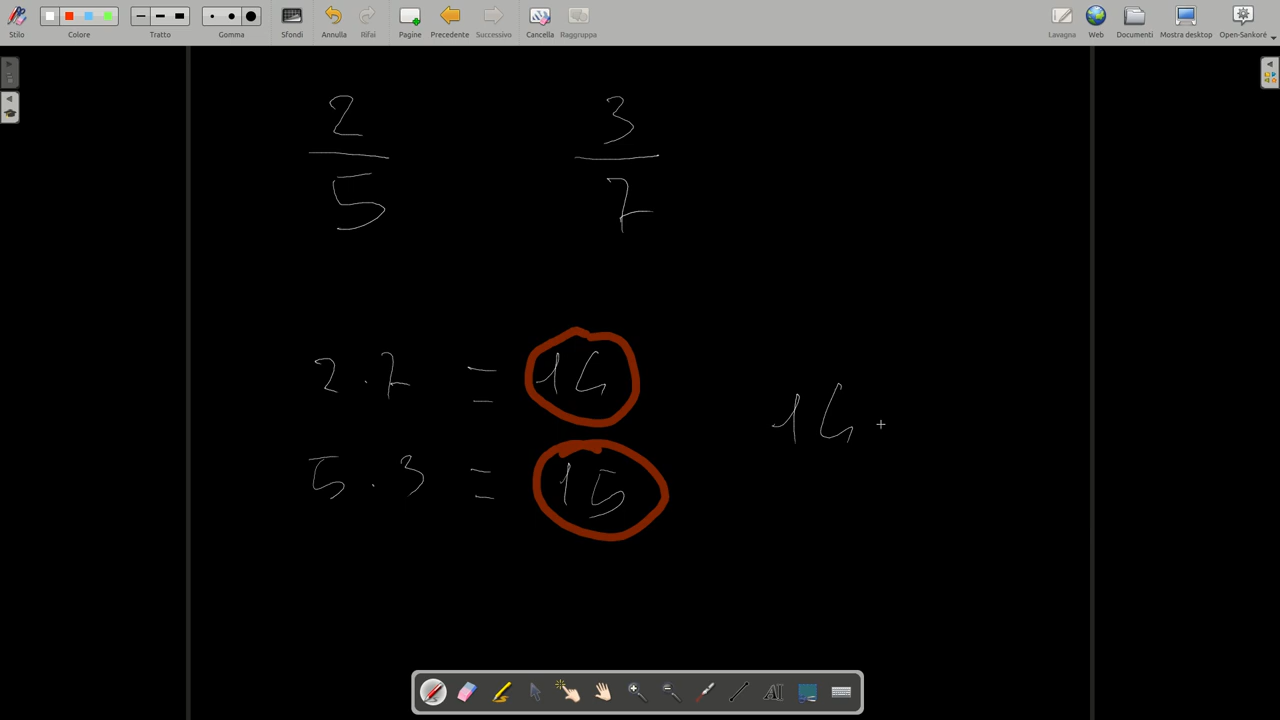 Stilo Colore Tratto Gomma Sfondi Annulla Rifai Pagine Precedente Successivo Cancella Raggruppa Lavagna Web Documenti Mostra desktop Open-Sankoré
2 3
5 7
2 . 7 = 14
14
5 . 3 = 15
AI